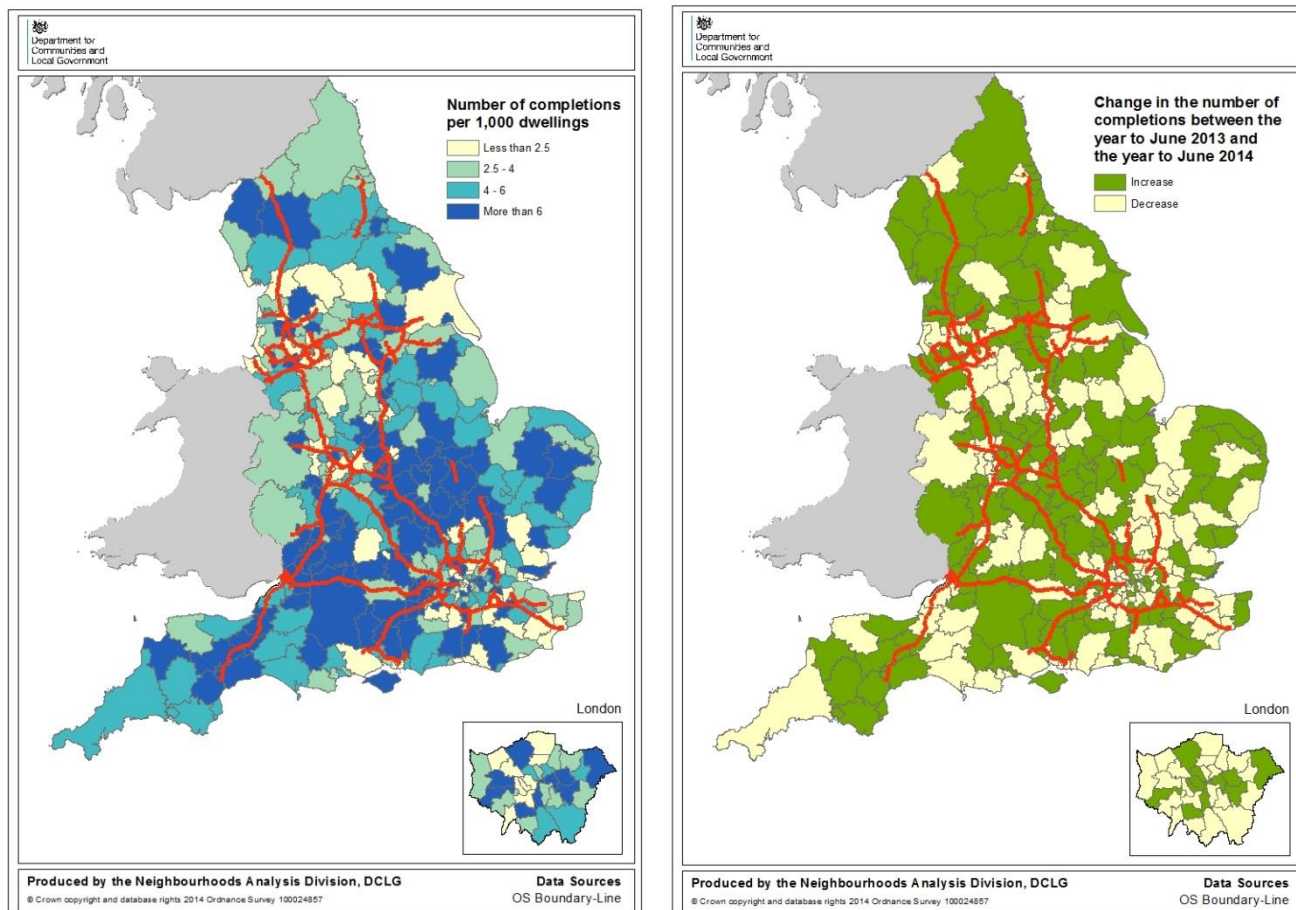 Department for
Communities and
Local Government
Number of completions
per 1,000 dwellings
Less than 2.5
2.5 - 4
4 - 6
More than 6
London
Produced by the Neighbourhoods Analysis Division, DCLG
© Crown copyright and database rights 2014 Ordnance Survey 100024857
Data Sources
OS Boundary-Line
Department for
Communities and
Local Government
Change in the number of
completions between the
year to June 2013 and
the year to June 2014
Increase
Decrease
London
Produced by the Neighbourhoods Analysis Division, DCLG
© Crown copyright and database rights 2014 Ordnance Survey 100024857
Data Sources
OS Boundary-Line